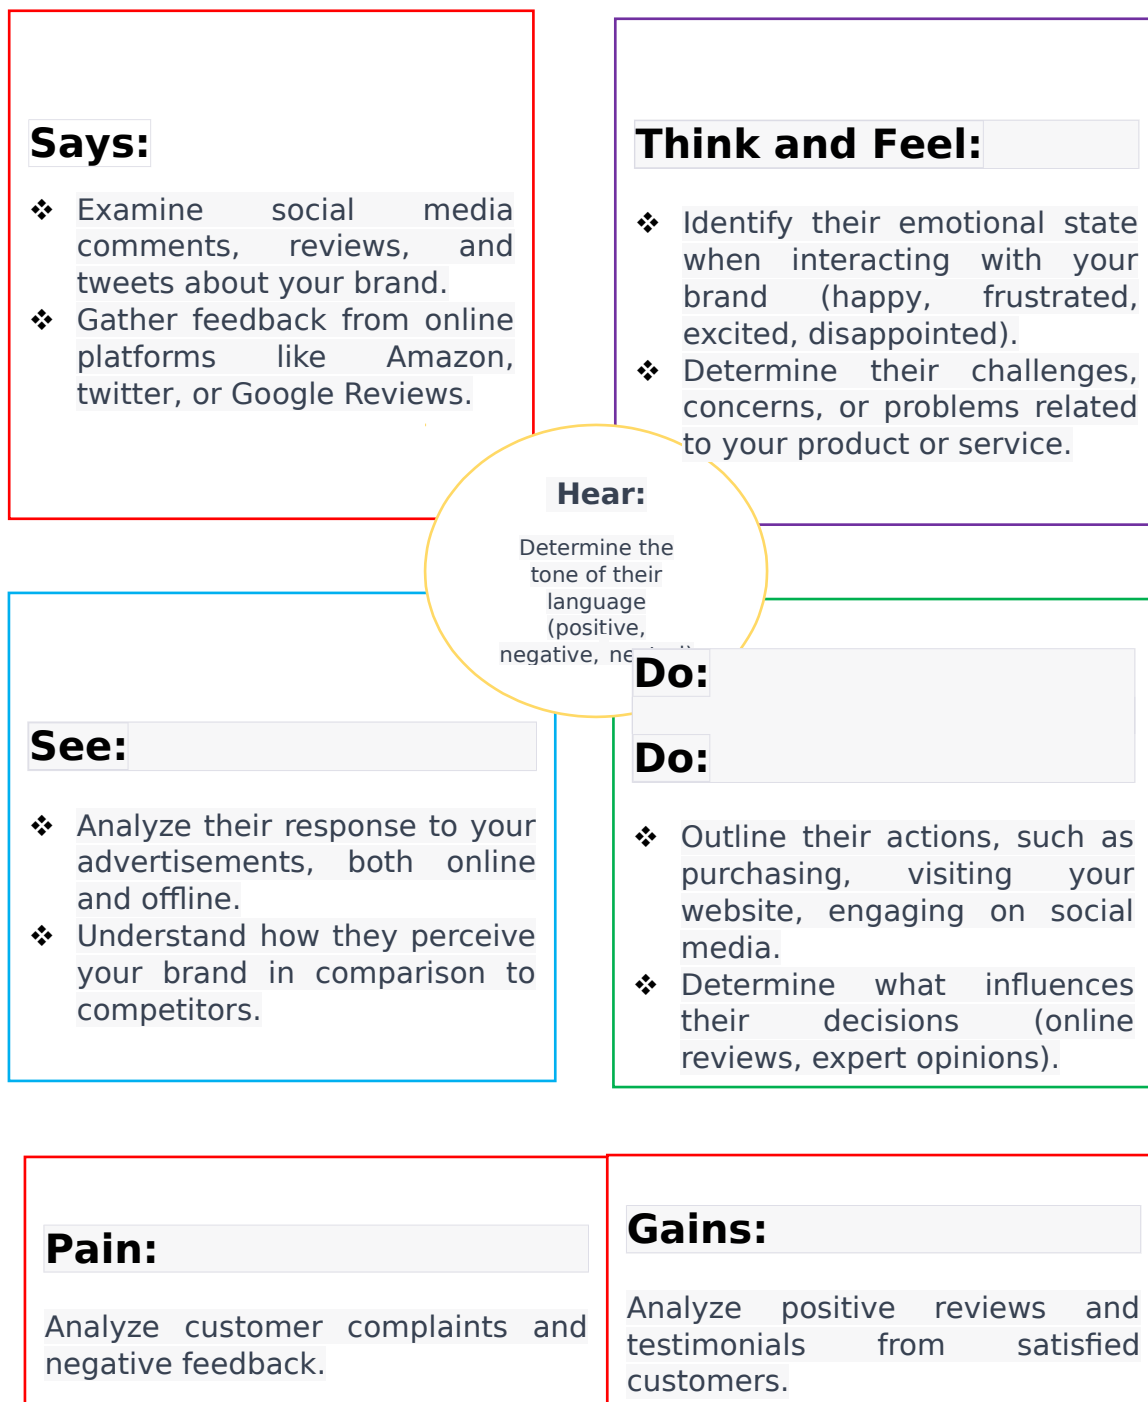 Says:
❖ Examine social media
comments, reviews, and
tweets about your brand.
❖ Gather feedback from online
platforms like Amazon,
twitter, or Google Reviews.
Think and Feel:
❖ Identify their emotional state
when interacting with your
brand (happy, frustrated,
excited, disappointed).
❖ Determine their challenges,
concerns, or problems related
to your product or service.
Hear:
Determine the
tone of their
language
(positive,
negative,
See:
❖ Analyze their response to your
advertisements, both online
and offline.
❖ Understand how they perceive
your brand in comparison to
competitors.
Do:
Do:
❖ Outline their actions, such as
purchasing, visiting your
website, engaging on social
media.
❖ Determine what influences
their decisions (online
reviews, expert opinions).
Pain:
Analyze customer complaints and
negative feedback.
Gains:
Analyze positive reviews and
testimonials from satisfied
customers.